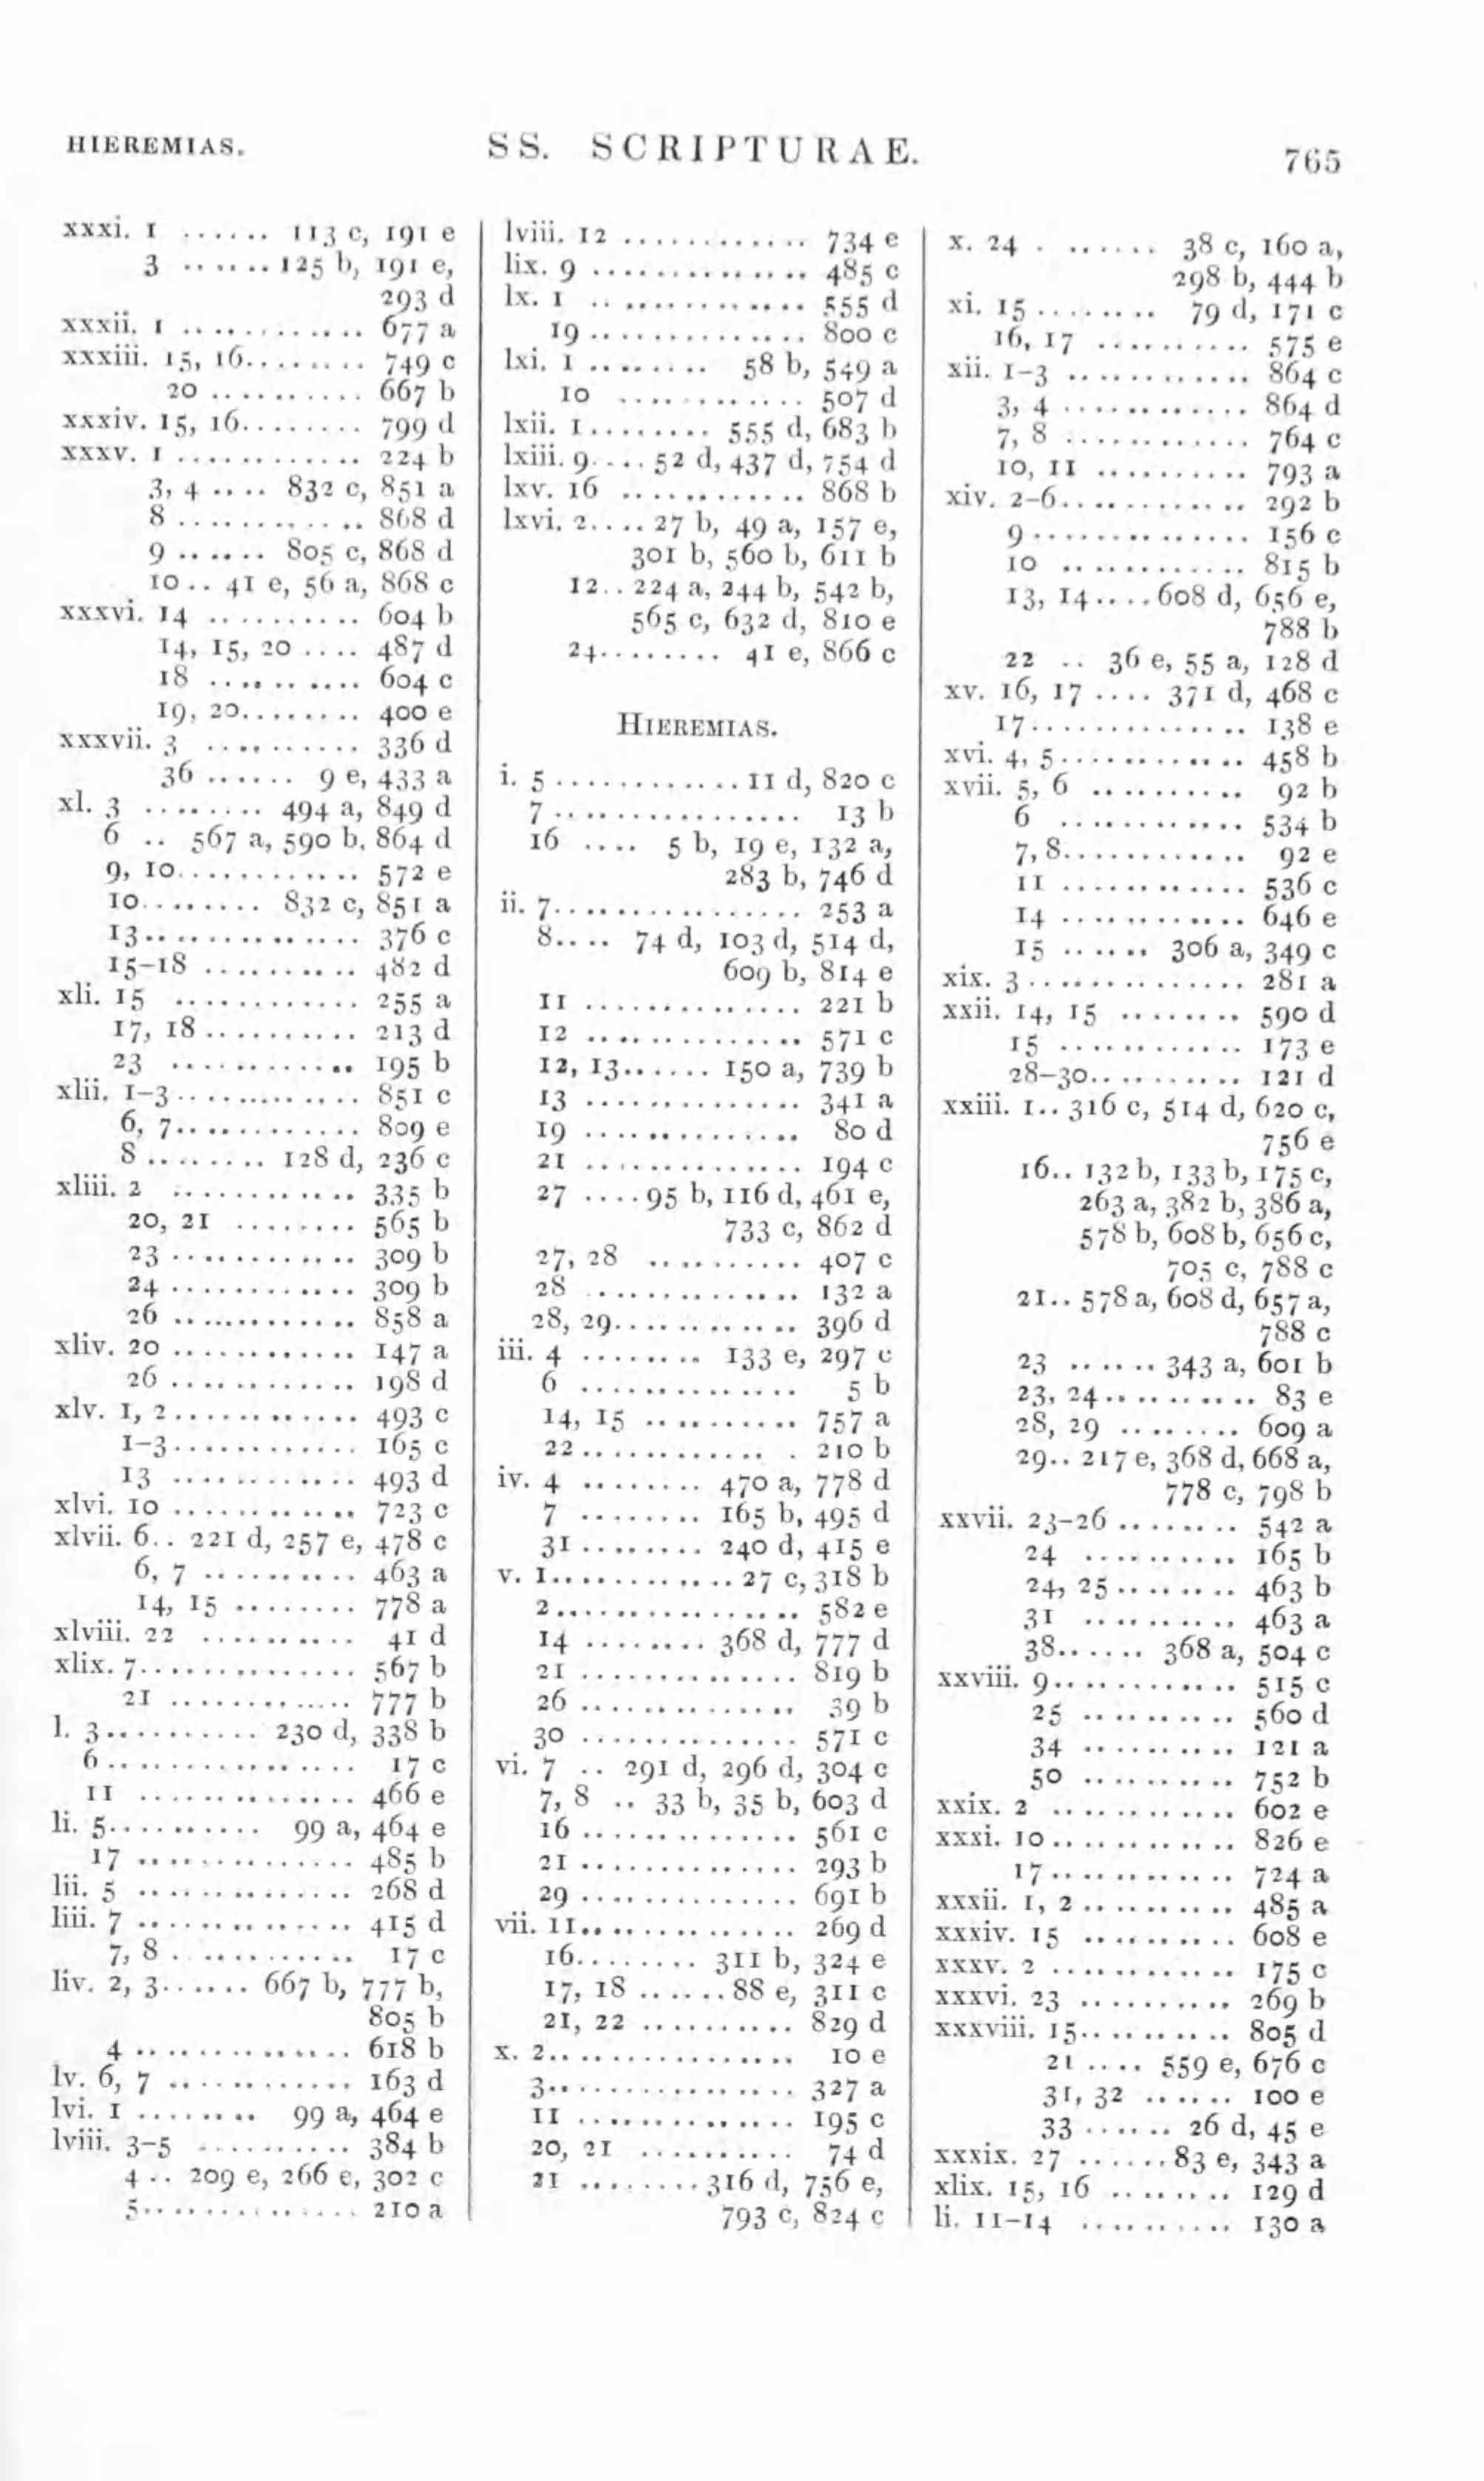 HIEREMIAS. SS. SCRIPTURAE. 765
xxxi. 1 ...... 113 c, 191 e
3 ...... 125 b, 191 e,
293 d
xxxii. 1 ............ 677 a
xxxiii. 15, 16......... 749 c
20 .......... 667 b
xxxiv. 15, 16........ 799 d
xxxv. 1 ............ 224 b
3, 4 .... 832 c, 851 a
8 ............ 868 d
9 ...... 805 c, 868 d
10 .. 41 e, 56 a, 868 c
xxxvi. 14 .......... 604 b
14, 15, 20 .... 487 d
18 .......... 604 c
19, 20........ 400 e
xxxvii. 3 .......... 336 d
36 ...... 9 e, 433 a
xl. 3 ........ 494 a, 849 d
6 .. 567 a, 590 b, 864 d
9, 10............ 572 e
10........ 832 c, 851 a
13.............. 376 c
15-18 .......... 482 d
xli. 15 ............ 255 a
17, 18.......... 213 d
23 ............ 195 b
xlii. 1-3............ 851 c
6, 7............ 809 e
8 ........ 128 d, 236 c
xliii. 2 ............ 335 b
20, 21 ........ 565 b
23 ............ 309 b
24 ............ 309 b
26 ............ 858 a
xliv. 20 ............ 147 a
26 ............ 198 d
xlv. 1, 2............ 493 c
1-3............ 165 c
13 ............ 493 d
xlvi. 10 ............ 723 c
xlvii. 6.. 221 d, 257 e, 478 c
6, 7 .......... 463 a
14, 15 ........ 778 a
xlviii. 22 .......... 41 d
xlix. 7.............. 567 b
21 ............ 777 b
l. 3.......... 230 d, 338 b
6................ 17 c
11 .............. 466 e
li. 5.......... 99 a, 464 e
17 .............. 485 b
lii. 5 .............. 268 d
liii. 7 .............. 415 d
7, 8 ............ 17 c
liv. 2, 3...... 667 b, 777 b,
805 b
4 .............. 618 b
lv. 6, 7 ............ 163 d
lvi. 1 ........ 99 a, 464 e
lviii. 3-5 .......... 384 b
4 .. 209 e, 266 e, 302 c
5.............. 210 a
lviii. 12 ............ 734 e
lix. 9 .............. 485 c
lx. 1 .............. 555 d
19.............. 800 c
lxi. 1 ........ 58 b, 549 a
10 ............ 507 d
lxii. 1........ 555 d, 683 b
lxiii. 9.... 52 d, 437 d, 754 d
lxv. 16 ............ 868 b
lxvi. 2.... 27 b, 49 a, 157 e,
301 b, 560 b, 611 b
12.. 224 a, 244 b, 542 b,
565 c, 632 d, 810 e
24........ 41 e, 866 c
HIEREMIAS.
i. 5 ............ 11 d, 820 c
7................ 13 b
16 .... 5 b, 19 e, 132 a,
283 b, 746 d
ii. 7................ 253 a
8.... 74 d, 103 d, 514 d,
609 b, 814 e
11 .............. 221 b
12 .............. 571 c
12, 13...... 150 a, 739 b
13 .............. 341 a
19 .............. 80 d
21 .............. 194 c
27 .... 95 b, 116 d, 461 e,
733 c, 862 d
27, 28 .......... 407 c
28 .............. 132 a
28, 29............ 396 d
iii. 4 ........ 133 e, 297 c
6 .............. 5 b
14, 15 .......... 757 a
22.............. 210 b
iv. 4 ........ 470 a, 778 d
7 ........ 165 b, 495 d
31 ........ 240 d, 415 e
v. 1............ 27 c, 318 b
2................ 582 e
14 ........ 368 d, 777 d
21 .............. 819 b
26 .............. 39 b
30 .............. 571 c
vi. 7 .. 291 d, 296 d, 304 c
7, 8 .. 33 b, 35 b, 603 d
16 .............. 561 c
21 .............. 293 b
29 .............. 691 b
vii. 11.............. 269 d
16........ 311 b, 324 e
17, 18 ...... 88 e, 311 c
21, 22 .......... 829 d
x. 2................ 10 e
3................ 327 a
11 .............. 195 c
20, 21 .......... 74 d
21 ........ 316 d, 756 e,
793 c, 824 c
x. 24 ....... 38 c, 160 a,
298 b, 444 b
xi. 15........ 79 d, 171 c
16, 17 .......... 575 e
xii. 1-3 ............ 864 c
3, 4 ............ 864 d
7, 8 ............ 764 c
10, 11 .......... 793 a
xiv. 2-6............ 292 b
9.............. 156 c
10 ............ 815 b
13, 14.... 608 d, 656 e,
788 b
22 .. 36 e, 55 a, 128 d
xv. 16, 17 .... 371 d, 468 c
17.............. 138 e
xvi. 4, 5............ 458 b
xvii. 5, 6 .......... 92 b
6 ............ 534 b
7, 8............ 92 e
11 ............ 536 c
14 ............ 646 e
15 ...... 306 a, 349 c
xix. 3.............. 281 a
xxii. 14, 15 ........ 590 d
15 ............ 173 e
28-30.......... 121 d
xxiii. 1.. 316 c, 514 d, 620 c,
756 e
16.. 132 b, 133 b, 175 c,
263 a, 382 b, 386 a,
578 b, 608 b, 656 c,
705 c, 788 c
21.. 578 a, 608 d, 657 a,
788 c
23 ...... 343 a, 601 b
23, 24.......... 83 e
28, 29 ........ 609 a
29.. 217 e, 368 d, 668 a,
778 c, 798 b
xxvii. 23-26 ........ 542 a
24 .......... 165 b
24, 25........ 463 b
31 .......... 463 a
38...... 368 a, 504 c
xxviii. 9............ 515 c
25 .......... 560 d
34 .......... 121 a
50 .......... 752 b
xxix. 2 ............ 602 e
xxxi. 10............ 826 e
17............ 724 a
xxxii. 1, 2 .......... 485 a
xxxiv. 15 .......... 608 e
xxxv. 2 ............ 175 c
xxxvi. 23 .......... 269 b
xxxviii. 15.......... 805 d
21 .... 559 e, 676 c
31, 32 ...... 100 e
33 ...... 26 d, 45 e
xxxix. 27 ...... 83 e, 343 a
xlix. 15, 16 ........ 129 d
li. 11-14 .......... 130 a